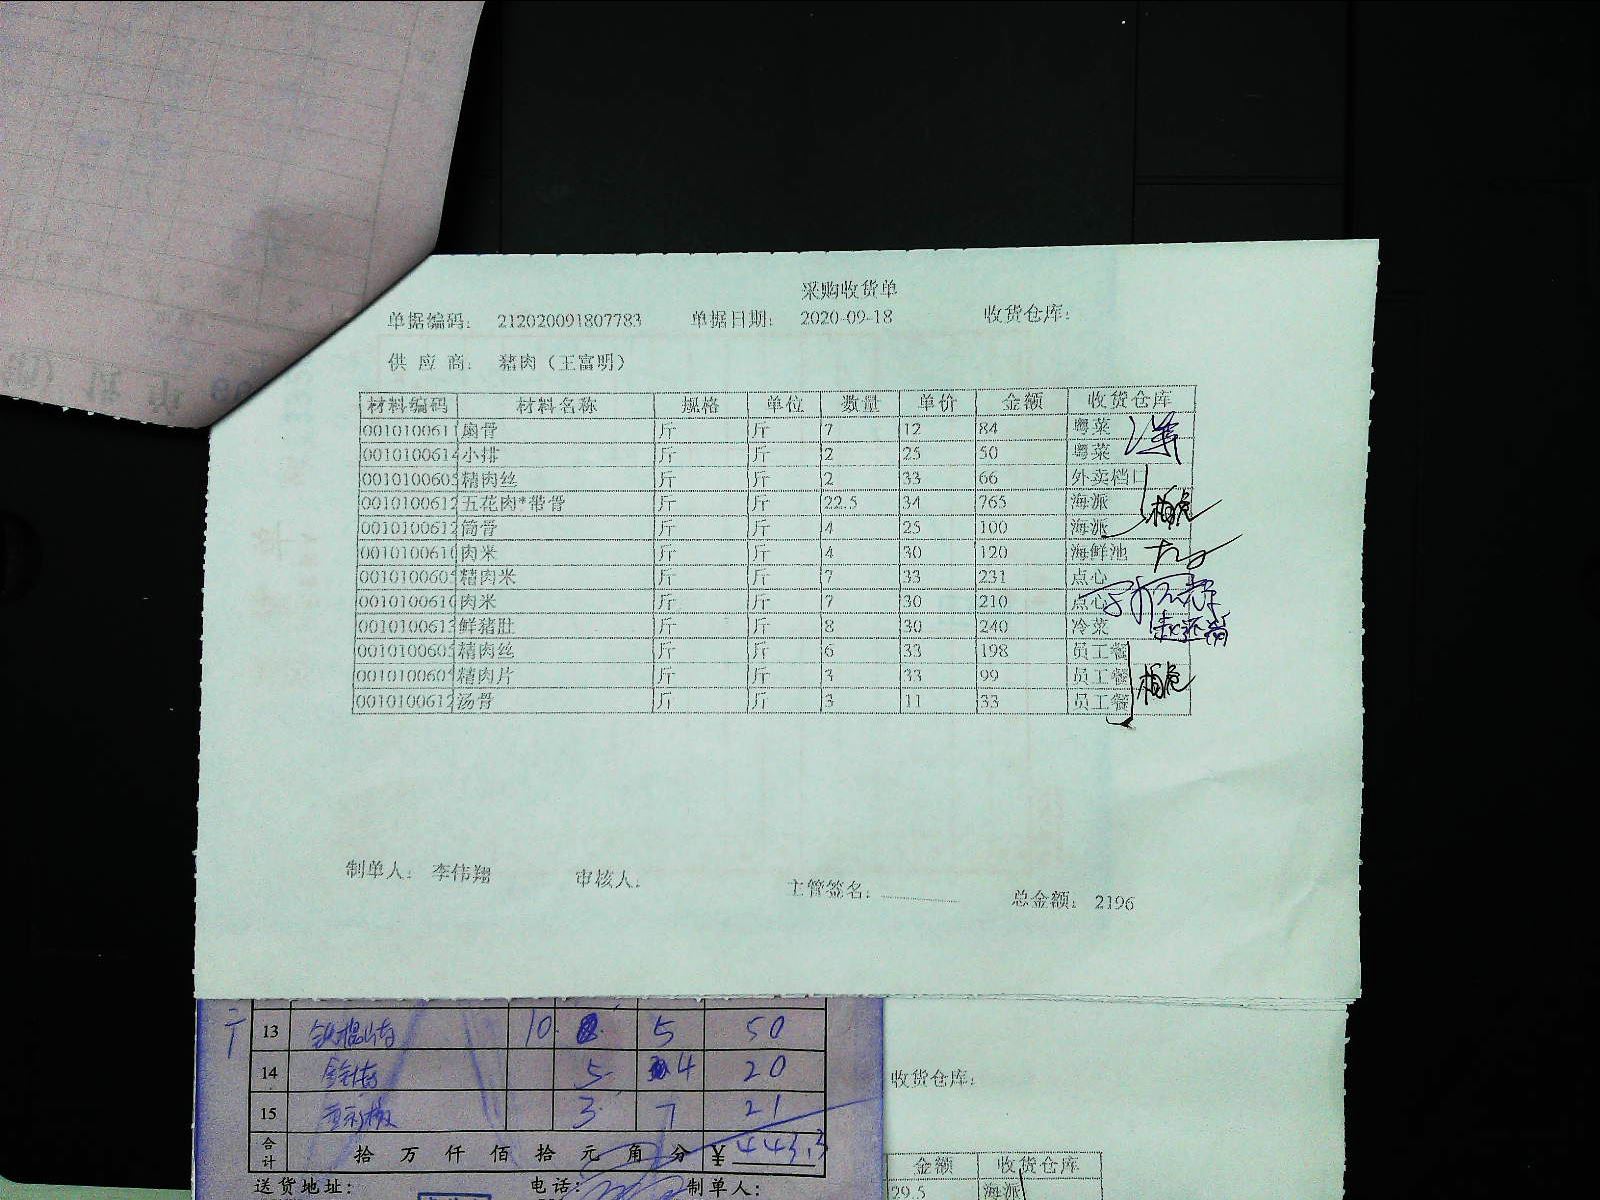 采购收货单
单据编码: 212020091807783 单据日期: 2020-09-18 收货仓库:
供 应 商: 猪肉（王富明）
材料编码 材料名称 规格 单位 数量 单价 金额 收货仓库
0010100611 扇骨 斤 斤 7 12 84 粤菜
001010061 小排 斤 斤 2 25 50 粤菜
001010060 精肉丝 斤 斤 2 33 66 外卖档口
0010100612 五花肉*带骨 斤 斤 22.5 34 765 海派
0010100612 筒骨 斤 斤 4 25 100 海派
001010061 肉米 斤 斤 4 30 120 海鲜池
001010060 精肉米 斤 斤 7 33 231 点心
001010061 肉米 斤 斤 7 30 210 点心
001010061 鲜猪肚 斤 斤 8 30 240 冷菜
001010060 精肉丝 斤 斤 6 33 198 员工餐
001010060 精肉片 斤 斤 3 33 99 员工餐
0010100612 汤骨 斤 斤 3 11 33 员工餐
制单人: 李伟翔 审核人: 主管签名: 总金额: 2196
13 10 5 50
14 5 4 20
15 3 7 21
合计 拾 万 仟 佰 拾 元 角 分 ¥ 443.3
送货地址: 电话: 制单人:
收货仓库:
金额 收货仓库
29.5 海派